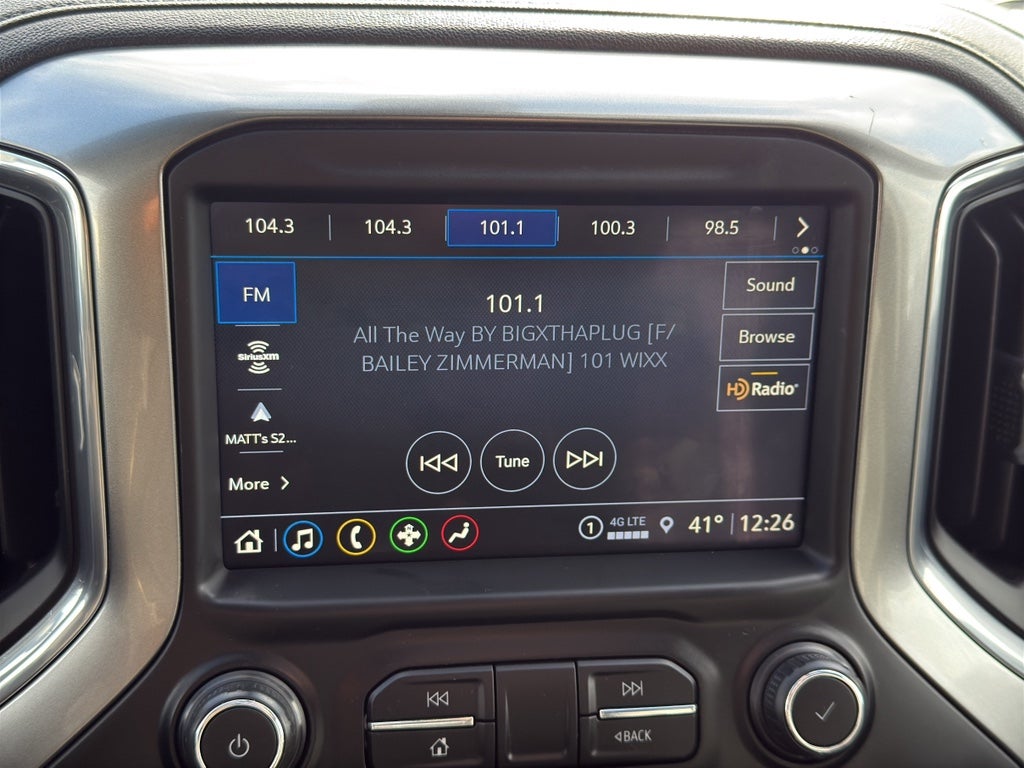 104.3 104.3 101.1 100.3 98.5
FM
101.1
Sound
All The Way BY BIGXTHAPLUG [F/
BAILEY ZIMMERMAN] 101 WIXX
Browse
SiriusXM
HD Radio
MATT's S2...
More
Tune
1 4G LTE 41° 12:26
BACK